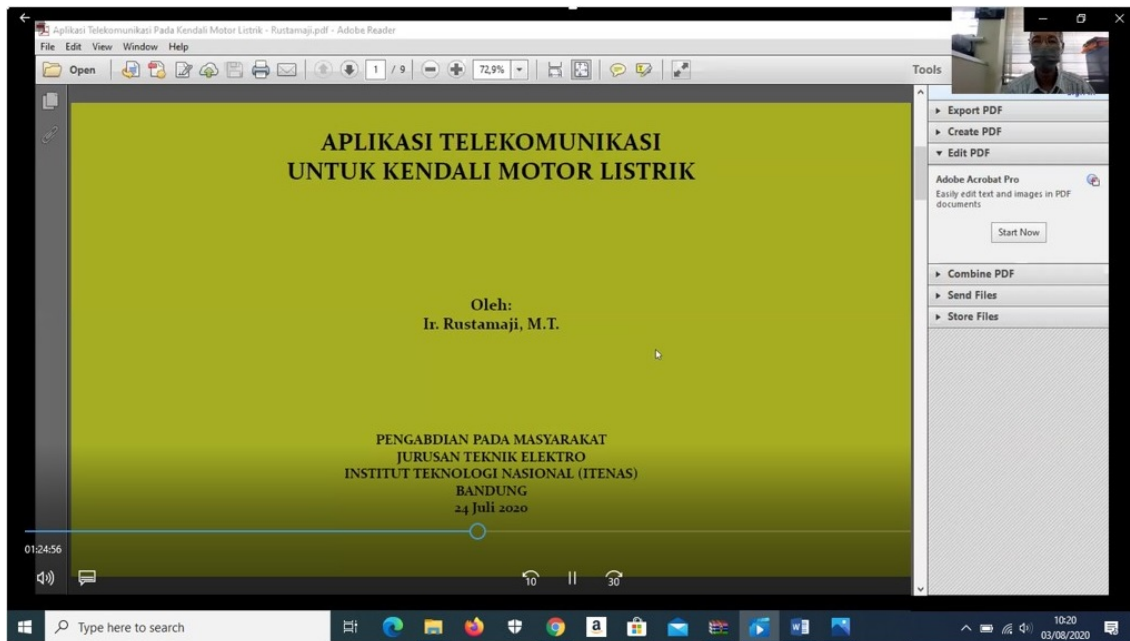 Aplikasi Telekomunikasi Pada Kendali Motor Listrik - Rustamaji.pdf - Adobe Reader
File Edit View Window Help
Open 1 / 9 72,9% Tools
APLIKASI TELEKOMUNIKASI
UNTUK KENDALI MOTOR LISTRIK
Oleh:
Ir. Rustamaji, M.T.
PENGABDIAN PADA MASYARAKAT
JURUSAN TEKNIK ELEKTRO
INSTITUT TEKNOLOGI NASIONAL (ITENAS)
BANDUNG
24 Juli 2020
Export PDF
Create PDF
Edit PDF
Adobe Acrobat Pro
Easily edit text and images in PDF
documents
Start Now
Combine PDF
Send Files
Store Files
01:24:56
10 30
Type here to search
10:20
03/08/2020